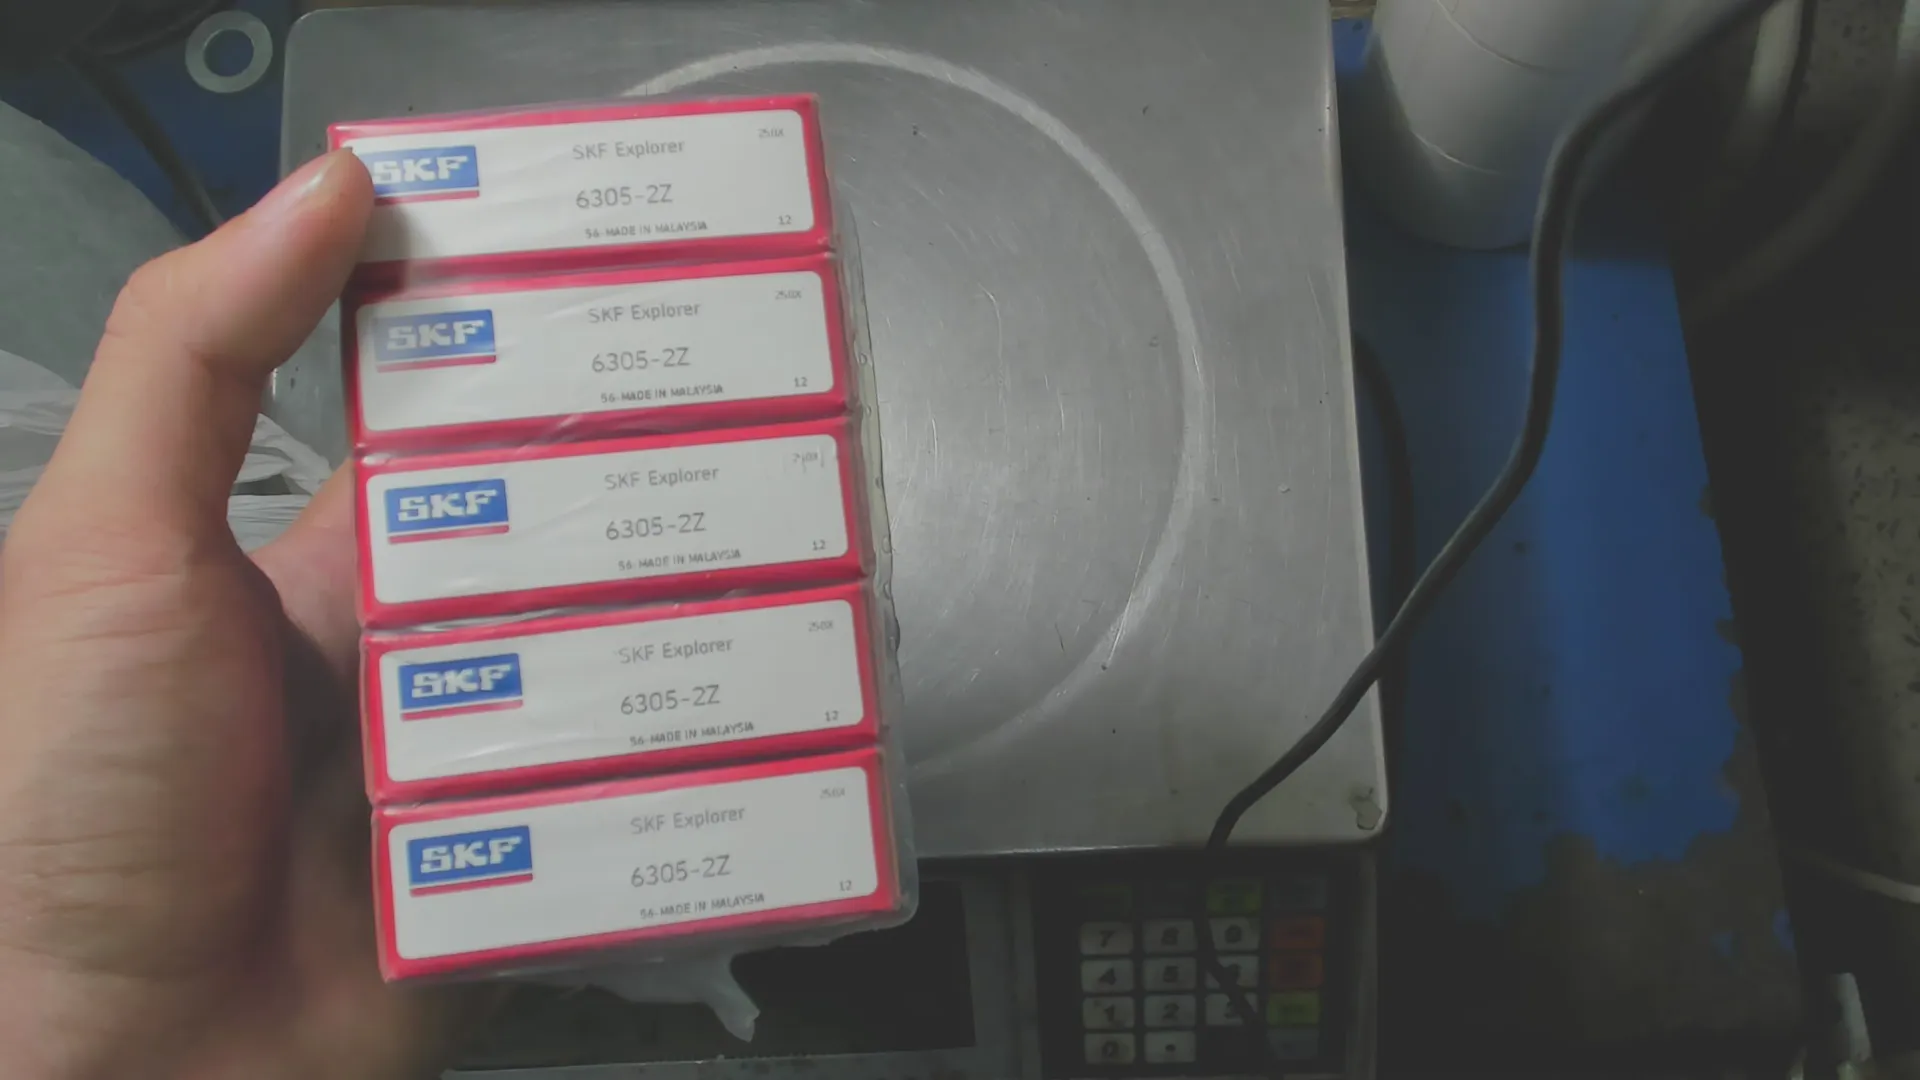 SKF
SKF Explorer
6305-2Z
56-MADE IN MALAYSIA
12
SKF
SKF Explorer
6305-2Z
56-MADE IN MALAYSIA
12
SKF
SKF Explorer
6305-2Z
56-MADE IN MALAYSIA
12
SKF
SKF Explorer
6305-2Z
56-MADE IN MALAYSIA
12
SKF
SKF Explorer
6305-2Z
56-MADE IN MALAYSIA
12
7 8 9
4 5
1 2 3
0